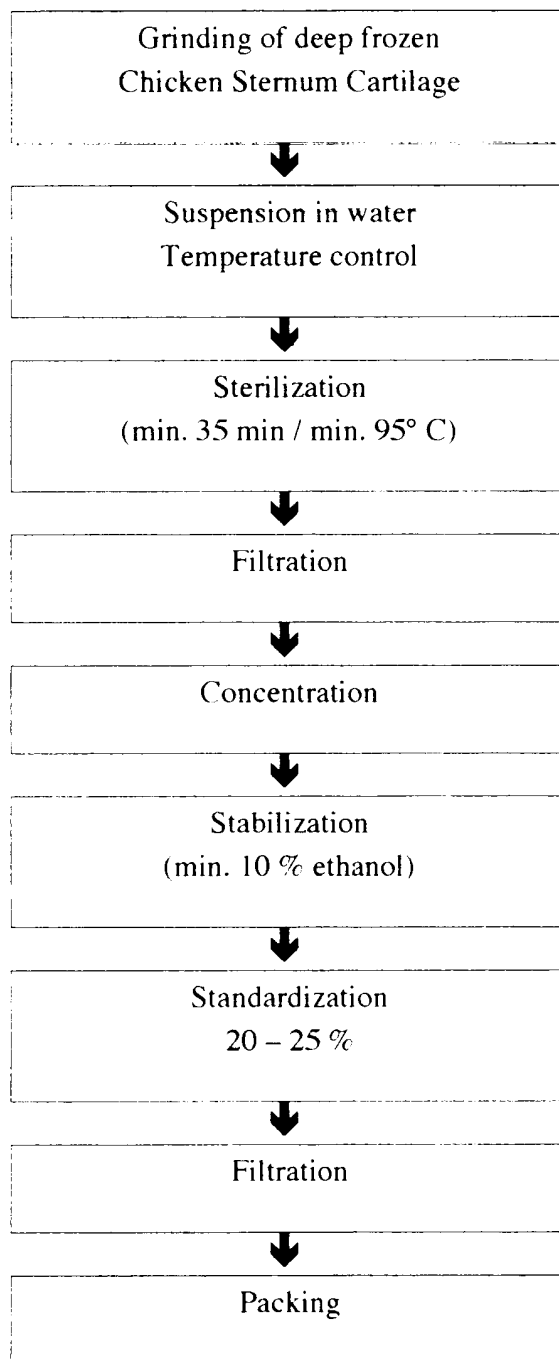 Grinding of deep frozen
Chicken Sternum Cartilage
Suspension in water
Temperature control
Sterilization
(min. 35 min / min. 95° C)
Filtration
Concentration
Stabilization
(min. 10 % ethanol)
Standardization
20 – 25 %
Filtration
Packing